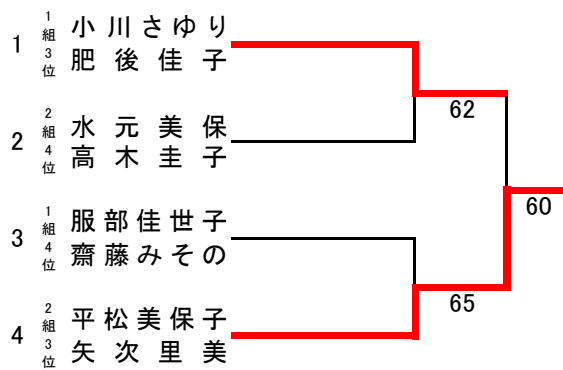 1
1組3位
小川さゆり
肥後佳子
62
2
2組4位
水元美保
高木圭子
60
3
1組4位
服部佳世子
齋藤みその
65
4
2組3位
平松美保子
矢次里美